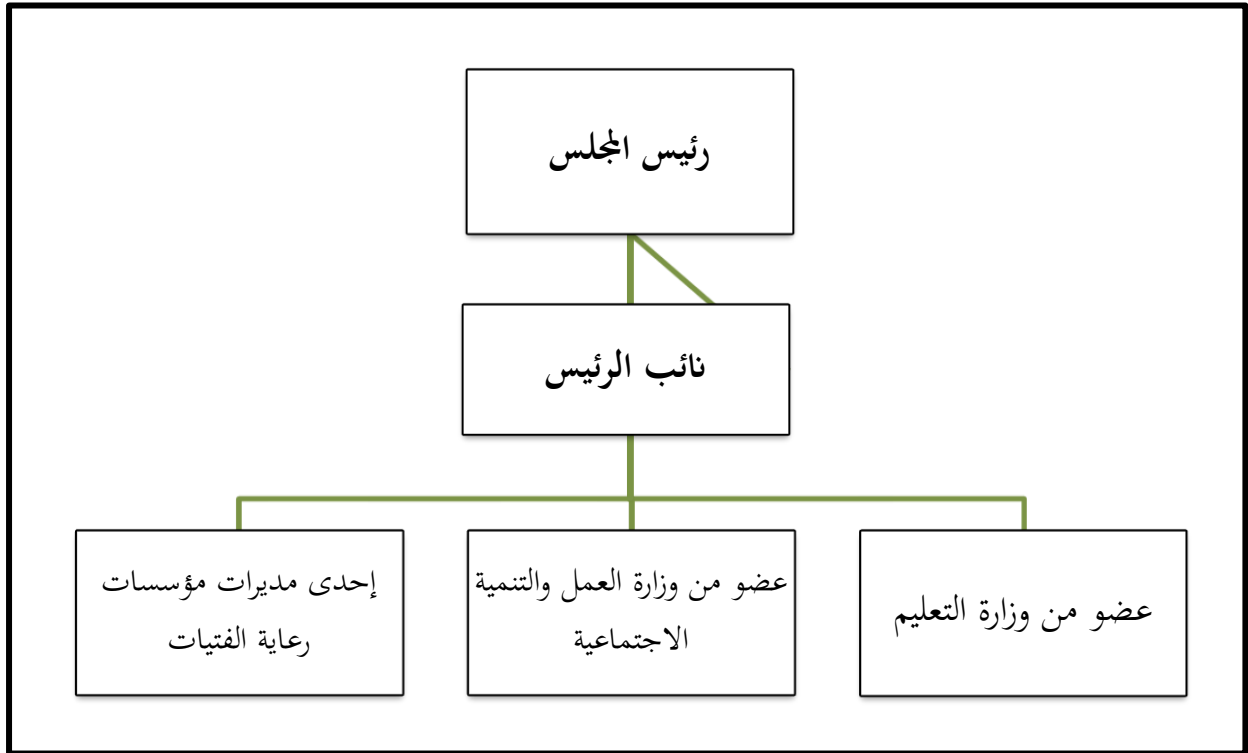 رئيس المجلس
نائب الرئيس
عضو من وزارة التعليم
عضو من وزارة العمل والتنمية
الاجتماعية
إحدى مديرات مؤسسات
رعاية الفتيات